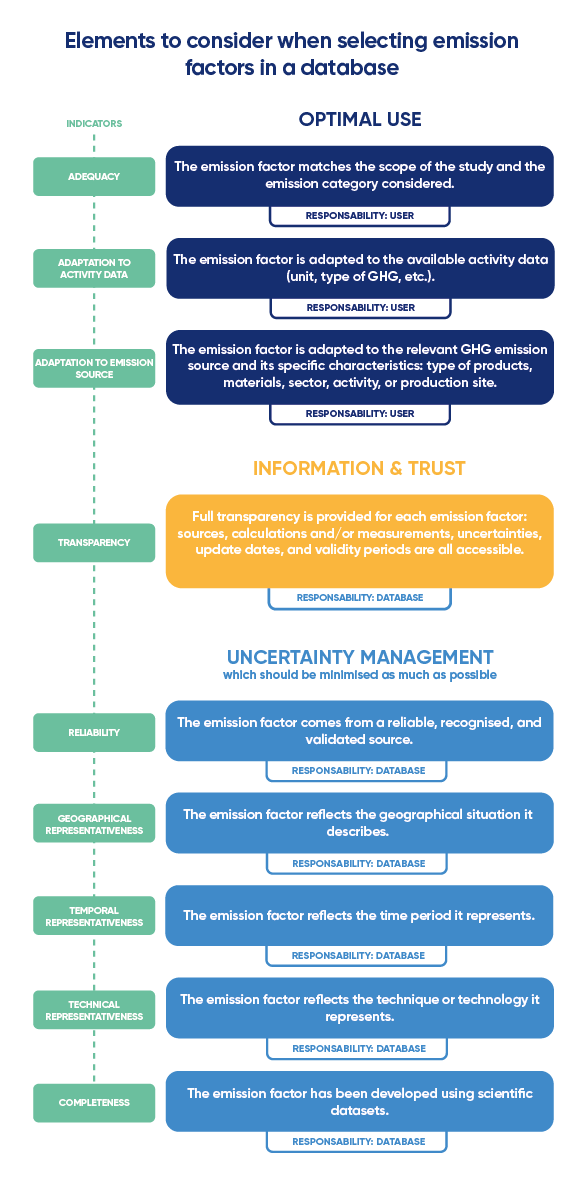 Elements to consider when selecting emission
factors in a database
INDICATORS
OPTIMAL USE
ADEQUACY
The emission factor matches the scope of the study and the
emission category considered.
RESPONSABILITY: USER
ADAPTATION TO
ACTIVITY DATA
The emission factor is adapted to the available activity data
(unit, type of GHG, etc.).
RESPONSABILITY: USER
ADAPTATION TO EMISSION
SOURCE
The emission factor is adapted to the relevant GHG emission
source and its specific characteristics: type of products,
materials, sector, activity, or production site.
RESPONSABILITY: USER
INFORMATION & TRUST
TRANSPARENCY
Full transparency is provided for each emission factor:
sources, calculations and/or measurements, uncertainties,
update dates, and validity periods are all accessible.
RESPONSABILITY: DATABASE
UNCERTAINTY MANAGEMENT
which should be minimised as much as possible
RELIABILITY
The emission factor comes from a reliable, recognised, and
validated source.
RESPONSABILITY: DATABASE
GEOGRAPHICAL
REPRESENTATIVENESS
The emission factor reflects the geographical situation it
describes.
RESPONSABILITY: DATABASE
TEMPORAL
REPRESENTATIVENESS
The emission factor reflects the time period it represents.
RESPONSABILITY: DATABASE
TECHNICAL
REPRESENTATIVENESS
The emission factor reflects the technique or technology it
represents.
RESPONSABILITY: DATABASE
COMPLETENESS
The emission factor has been developed using scientific
datasets.
RESPONSABILITY: DATABASE